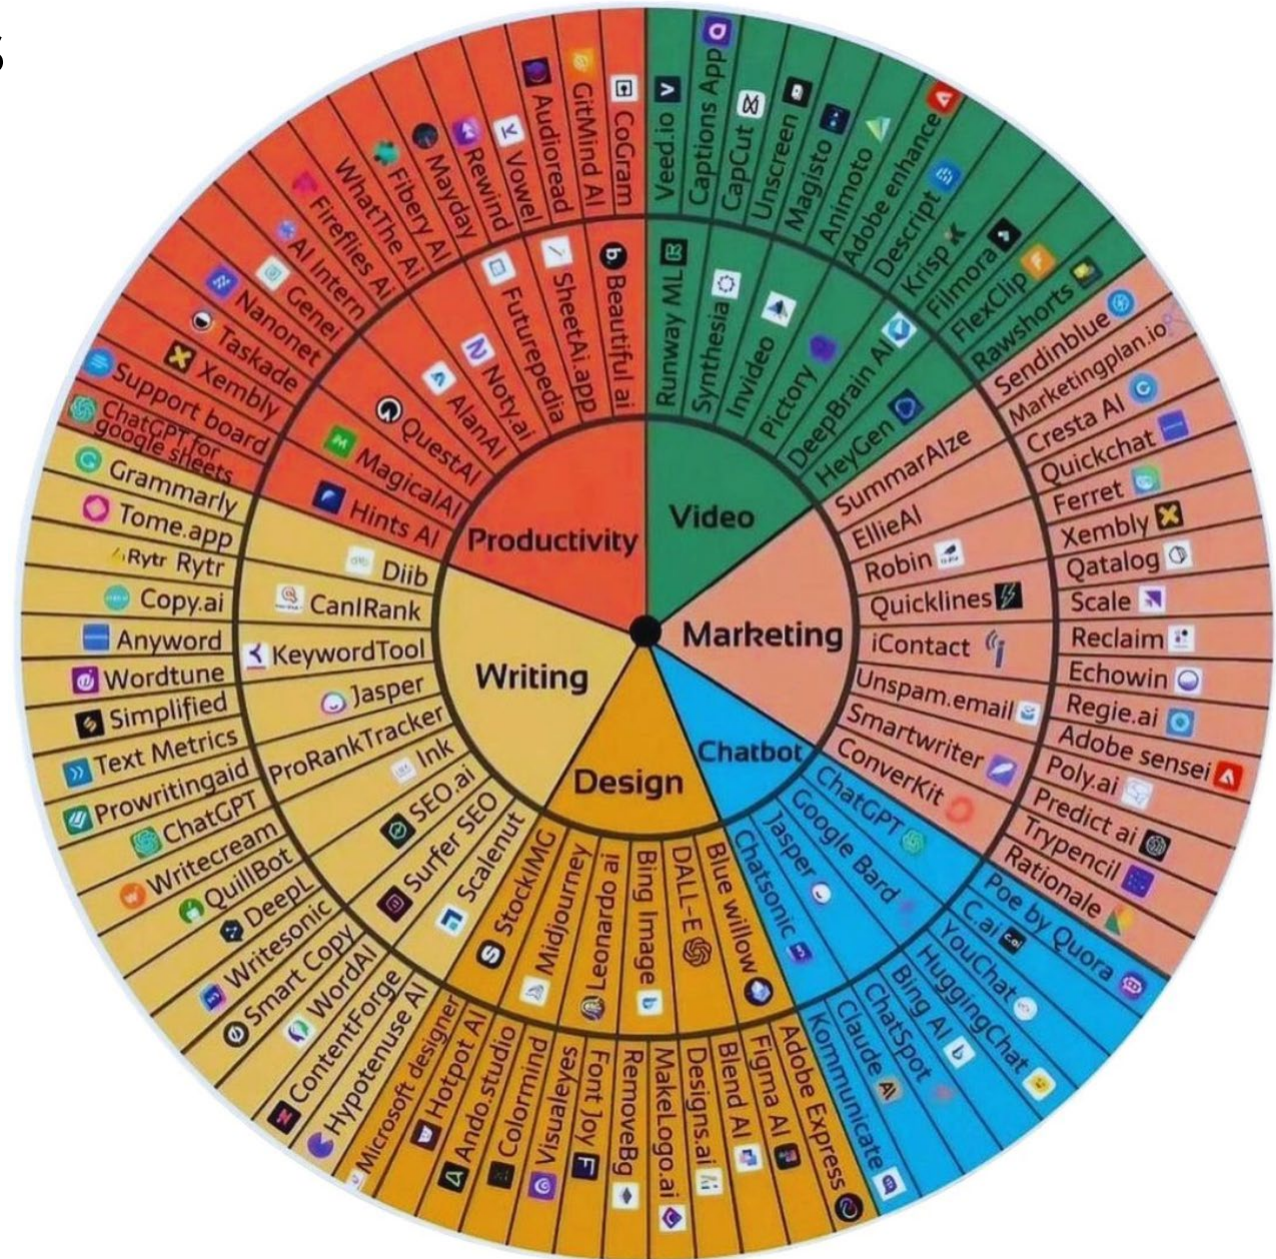 Productivity
Video
Marketing
Chatbot
Design
Writing
Hints AI
MagicalAI
QuestAI
AlanAI
Noty.ai
Futurepedia
SheetAi.app
Beautiful ai
ChatGPT for
google sheets
Support board
Xembly
Taskade
Nanonet
Genei
AI Intern
Fireflies Ai
WhatThe Ai
Fibery AI
Mayday
Rewind
Vowel
Audioread
GitMind AI
CoGram
Runway ML
Synthesia
Invideo
Pictory
DeepBrain AI
HeyGen
Veed.io
Captions App
CapCut
Unscreen
Magisto
Animoto
Adobe enhance
Descript
Krisp
Filmora
FlexClip
Rawshorts
SummarAIze
EllieAI
Robin
Quicklines
iContact
Unspam.email
Smartwriter
ConverKit
Sendinblue
Marketingplan.io
Cresta AI
Quickchat
Ferret
Xembly
Qatalog
Scale
Reclaim
Echowin
Regie.ai
Adobe sensei
Poly.ai
Predict ai
Trypencil
Rationale
ChatGPT
Google Bard
Jasper
Chatsonic
Poe by Quora
C.ai
c.ai
YouChat
HuggingChat
Bing AI
ChatSpot
Claude
Kommunicate
Blue willow
DALL-E
Bing Image
Leonardo ai
Midjourney
StockIMG
Adobe Express
Figma AI
Blend AI
Designs.ai
MakeLogo.ai
RemoveBg
Font Joy
Visualeyes
Colormind
Ando.studio
Hotpot AI
Microsoft designer
Scalenut
Surfer SEO
SEO.ai
Ink
ProRankTracker
Jasper
KeywordTool
CanIRank
Diib
Hypotenuse AI
ContentForge
WordAI
Smart Copy
Writesonic
DeepL
QuillBot
Writecream
ChatGPT
Prowritingaid
Text Metrics
Simplified
Wordtune
Anyword
Copy.ai
Rytr Rytr
Tome.app
Grammarly